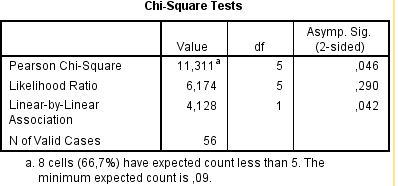 Chi-Square Tests
Value df Asymp. Sig. (2-sided)
Pearson Chi-Square 11,311a 5 ,046
Likelihood Ratio 6,174 5 ,290
Linear-by-Linear Association 4,128 1 ,042
N of Valid Cases 56
a. 8 cells (66,7%) have expected count less than 5. The
minimum expected count is ,09.